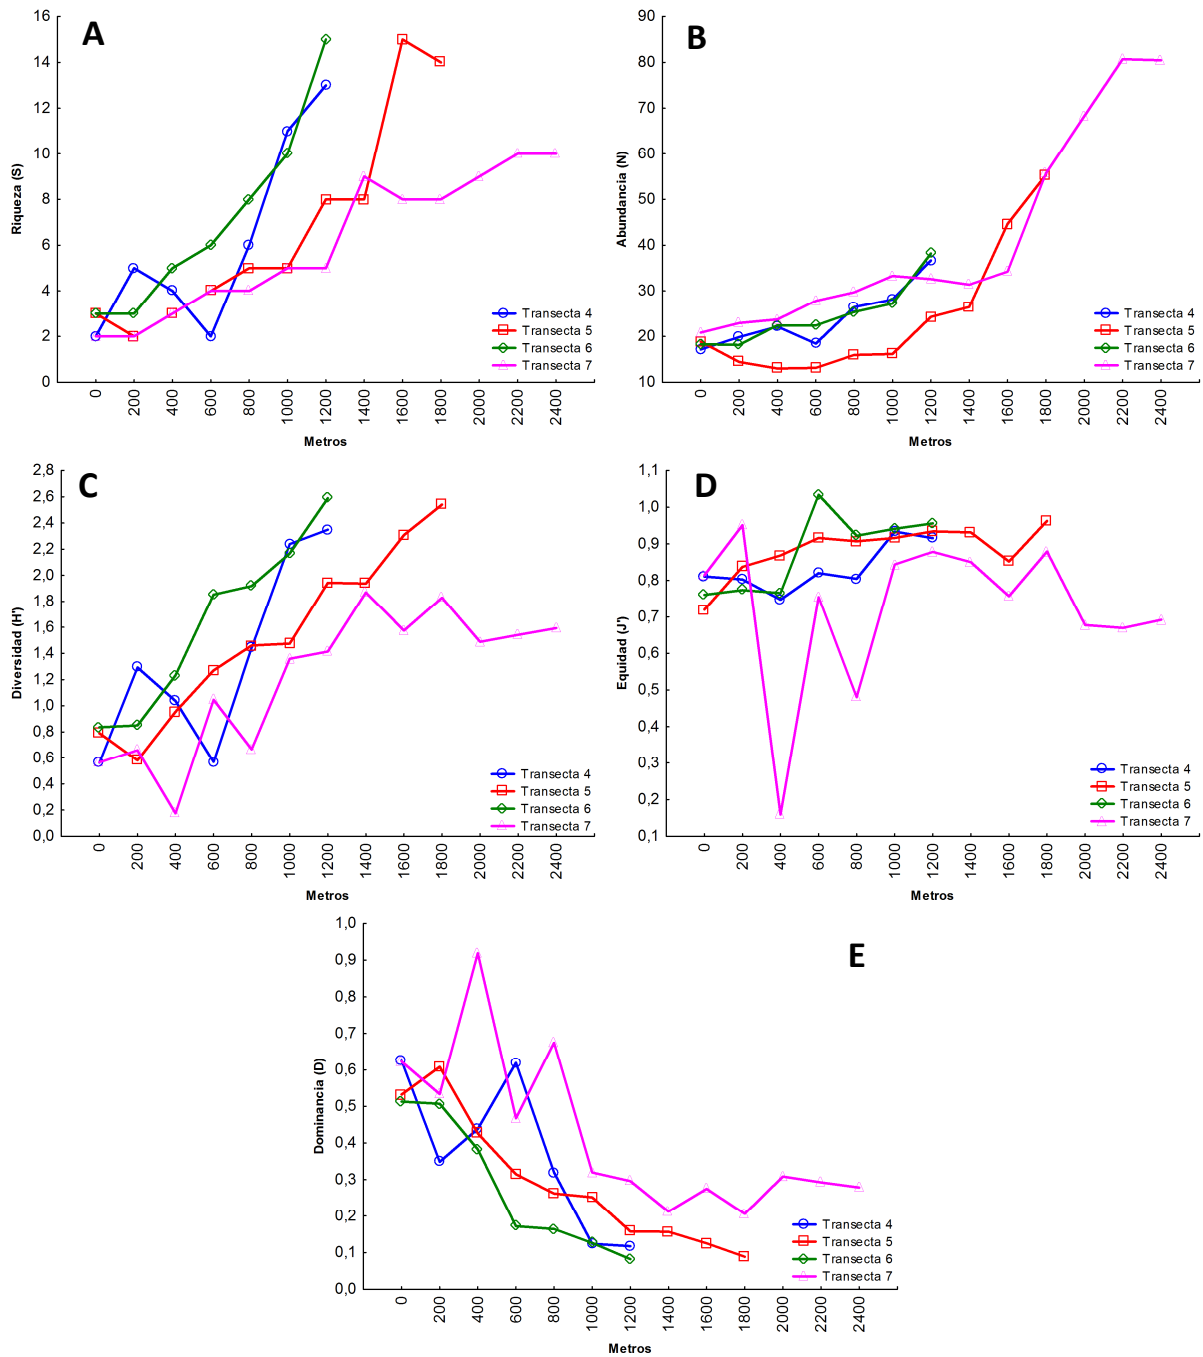 A
16
14
12
10
8
6
4
2
0
Riqueza (S)
0 200 400 600 800 1000 1200 1400 1600 1800 2000 2200 2400
Metros
Transecta 4
Transecta 5
Transecta 6
Transecta 7
B
90
80
70
60
50
40
30
20
10
Abundancia (N)
0 200 400 600 800 1000 1200 1400 1600 1800 2000 2200 2400
Metros
Transecta 4
Transecta 5
Transecta 6
Transecta 7
C
2,8
2,6
2,4
2,2
2,0
1,8
1,6
1,4
1,2
1,0
0,8
0,6
0,4
0,2
0,0
Diversidad (H')
0 200 400 600 800 1000 1200 1400 1600 1800 2000 2200 2400
Metros
Transecta 4
Transecta 5
Transecta 6
Transecta 7
D
1,1
1,0
0,9
0,8
0,7
0,6
0,5
0,4
0,3
0,2
0,1
Equidad (J')
0 200 400 600 800 1000 1200 1400 1600 1800 2000 2200 2400
Metros
Transecta 4
Transecta 5
Transecta 6
Transecta 7
E
1,0
0,9
0,8
0,7
0,6
0,5
0,4
0,3
0,2
0,1
0,0
Dominancia (D)
0 200 400 600 800 1000 1200 1400 1600 1800 2000 2200 2400
Metros
Transecta 4
Transecta 5
Transecta 6
Transecta 7